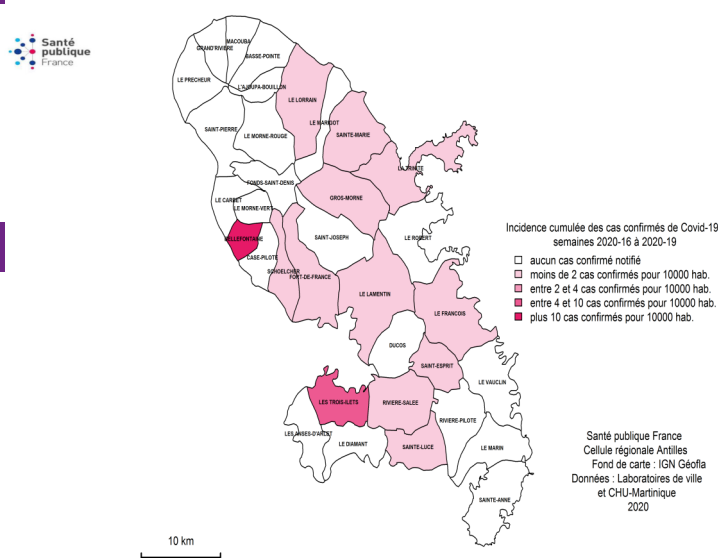 Santé
publique
France
MACOUBA
GRAND'RIVIERE
BASSE-POINTE
LE PRECHEUR
L'AJOUPA-BOUILLON
LE LORRAIN
LE MARIGOT
SAINT-PIERRE
LE MORNE-ROUGE
SAINTE-MARIE
LA TRINITE
FONDS-SAINT-DENIS
LE CARBET
GROS-MORNE
LE MORNE-VERT
BELLEFONTAINE
SAINT-JOSEPH
LE ROBERT
CASE-PILOTE
SCHOELCHER
FORT-DE-FRANCE
LE LAMENTIN
LE FRANCOIS
DUCOS
SAINT-ESPRIT
LE VAUCLIN
LES TROIS-ILETS
RIVIERE-SALEE
RIVIERE-PILOTE
LES ANSES-D'ARLET
LE DIAMANT
SAINTE-LUCE
LE MARIN
SAINTE-ANNE
Incidence cumulée des cas confirmés de Covid-19
semaines 2020-16 à 2020-19
aucun cas confirmé notifié
moins de 2 cas confirmés pour 10000 hab.
entre 2 et 4 cas confirmés pour 10000 hab.
entre 4 et 10 cas confirmés pour 10000 hab.
plus 10 cas confirmés pour 10000 hab.
Santé publique France
Cellule régionale Antilles
Fond de carte : IGN Géofla
Données : Laboratoires de ville
et CHU-Martinique
2020
10 km